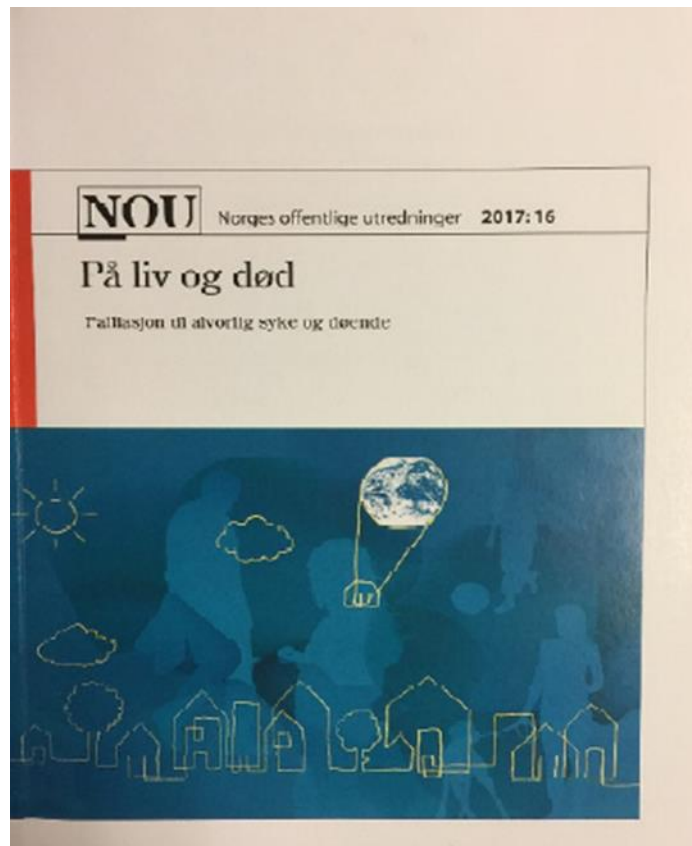 NOU Norges offentlige utredninger 2017: 16
På liv og død
Palliasjon til alvorlig syke og døende